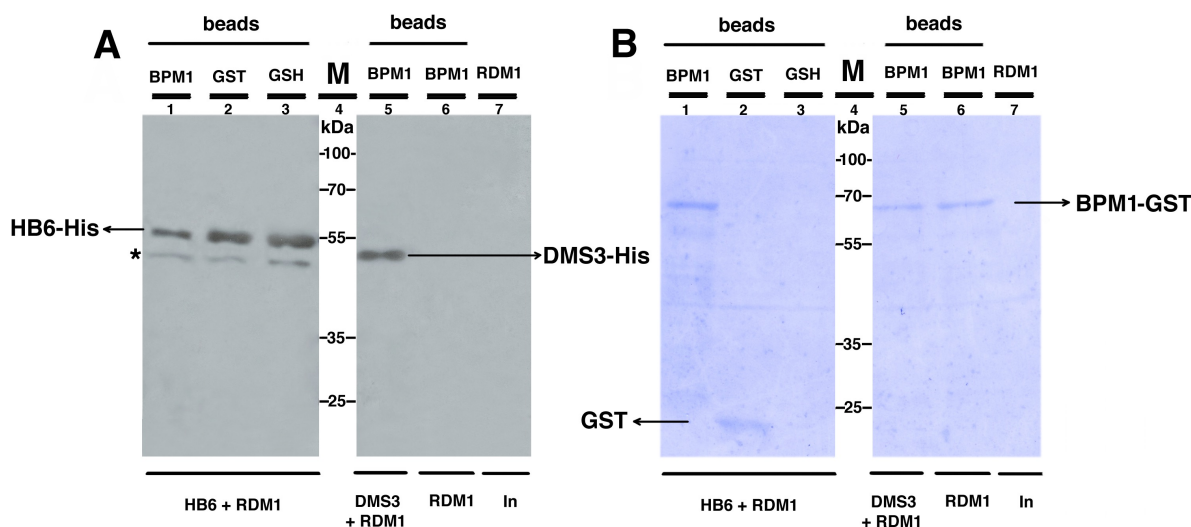 A
beads
beads
BPM1 GST GSH M BPM1 BPM1 RDM1
1 2 3 4 5 6 7
kDa
-100-
-70-
HB6-His
-55-
*
DMS3-His
-35-
-25-
HB6 + RDM1
DMS3
+ RDM1
RDM1
In
B
beads
beads
BPM1 GST GSH M BPM1 BPM1 RDM1
1 2 3 4 5 6 7
kDa
-100-
-70-
BPM1-GST
-55-
-35-
-25-
GST
HB6 + RDM1
DMS3
+ RDM1
RDM1
In